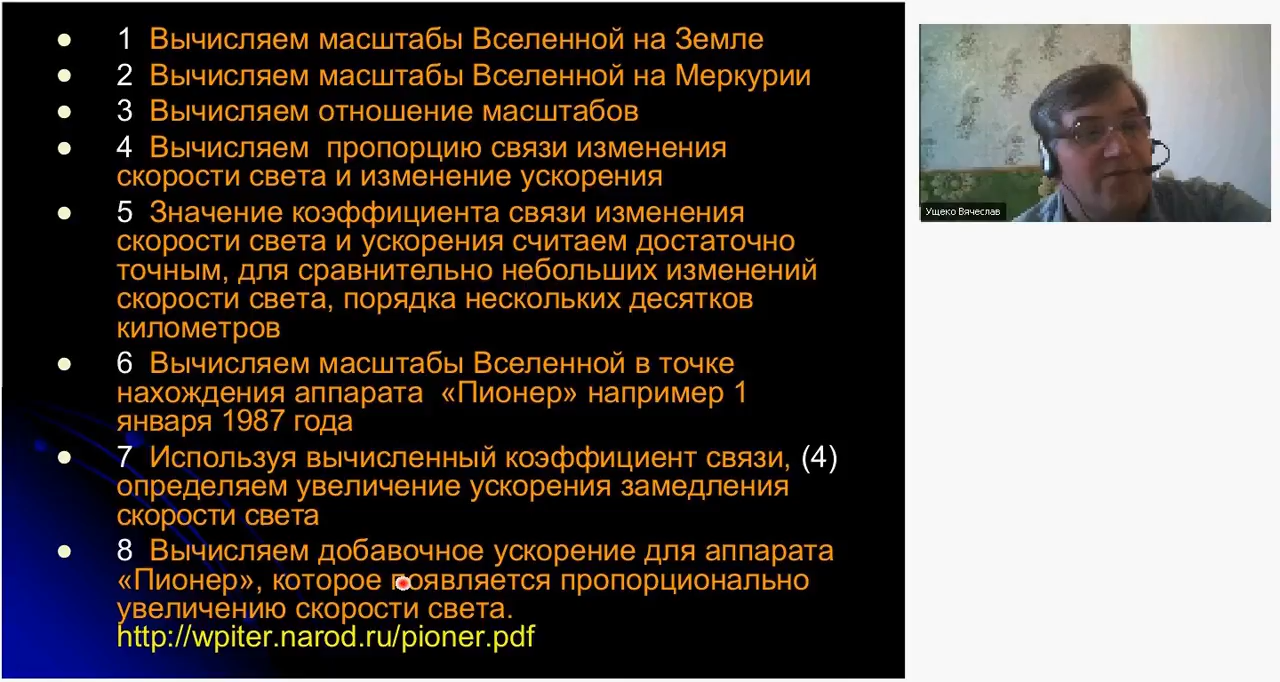 • 1 Вычисляем масштабы Вселенной на Земле
• 2 Вычисляем масштабы Вселенной на Меркурии
• 3 Вычисляем отношение масштабов
• 4 Вычисляем пропорцию связи изменения
скорости света и изменение ускорения
• 5 Значение коэффициента связи изменения
скорости света и ускорения считаем достаточно
точным, для сравнительно небольших изменений
скорости света, порядка нескольких десятков
километров
• 6 Вычисляем масштабы Вселенной в точке
нахождения аппарата «Пионер» например 1
января 1987 года
• 7 Используя вычисленный коэффициент связи, (4)
определяем увеличение ускорения замедления
скорости света
• 8 Вычисляем добавочное ускорение для аппарата
«Пионер», которое появляется пропорционально
увеличению скорости света.
http://wpiter.narod.ru/pioner.pdf
Ущеко Вячеслав